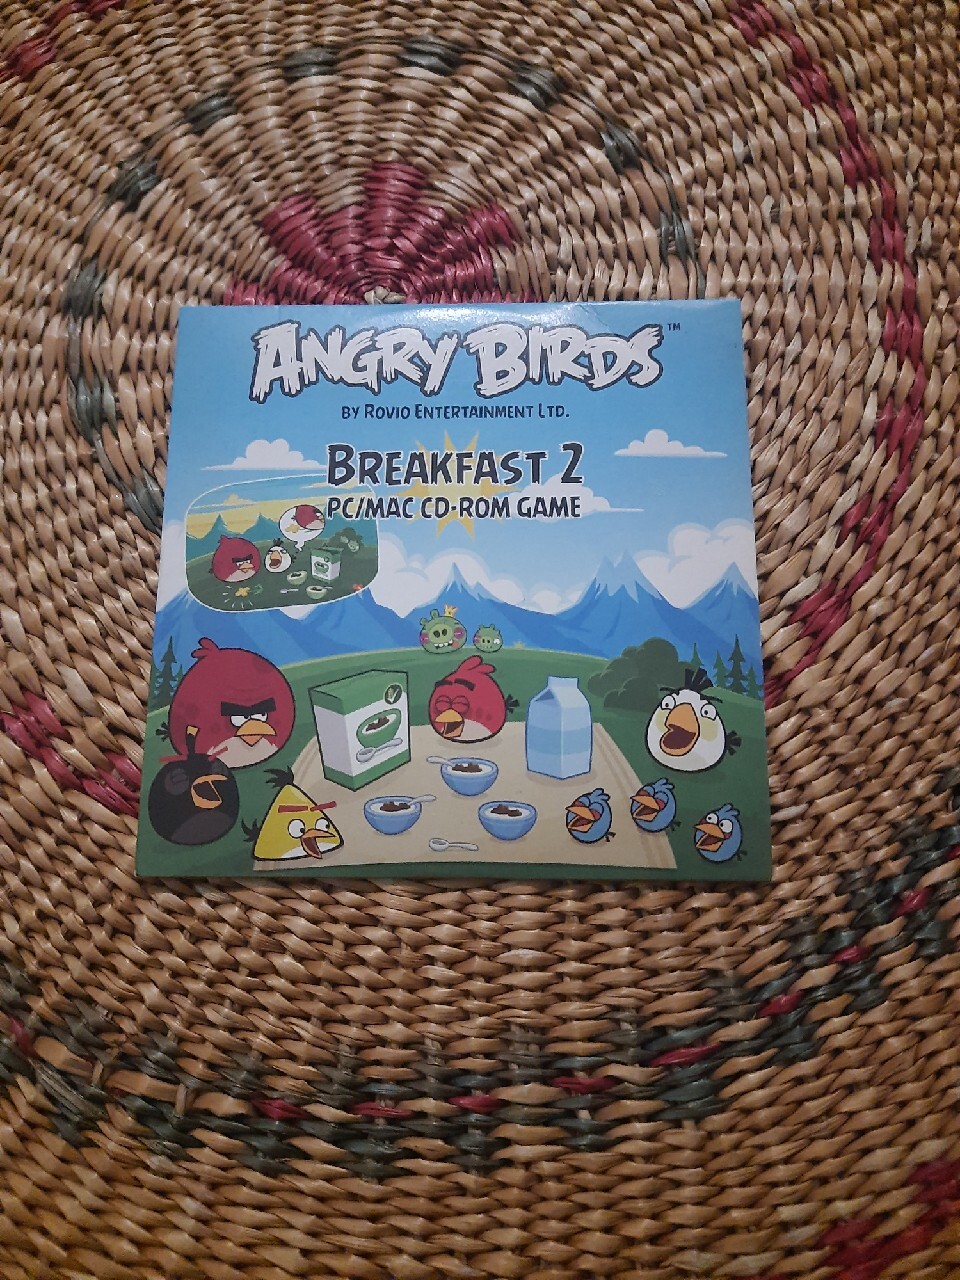 ANGRY BIRDS™
BY ROVIO ENTERTAINMENT LTD.
BREAKFAST 2
PC/MAC CD-ROM GAME